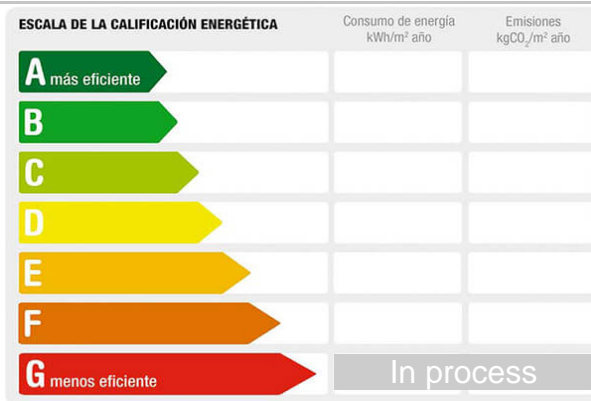 ESCALA DE LA CALIFICACIÓN ENERGÉTICA
Consumo de energía
kWh/m² año
Emisiones
kgCO₂/m² año
A más eficiente
B
C
D
E
F
G menos eficiente
In process